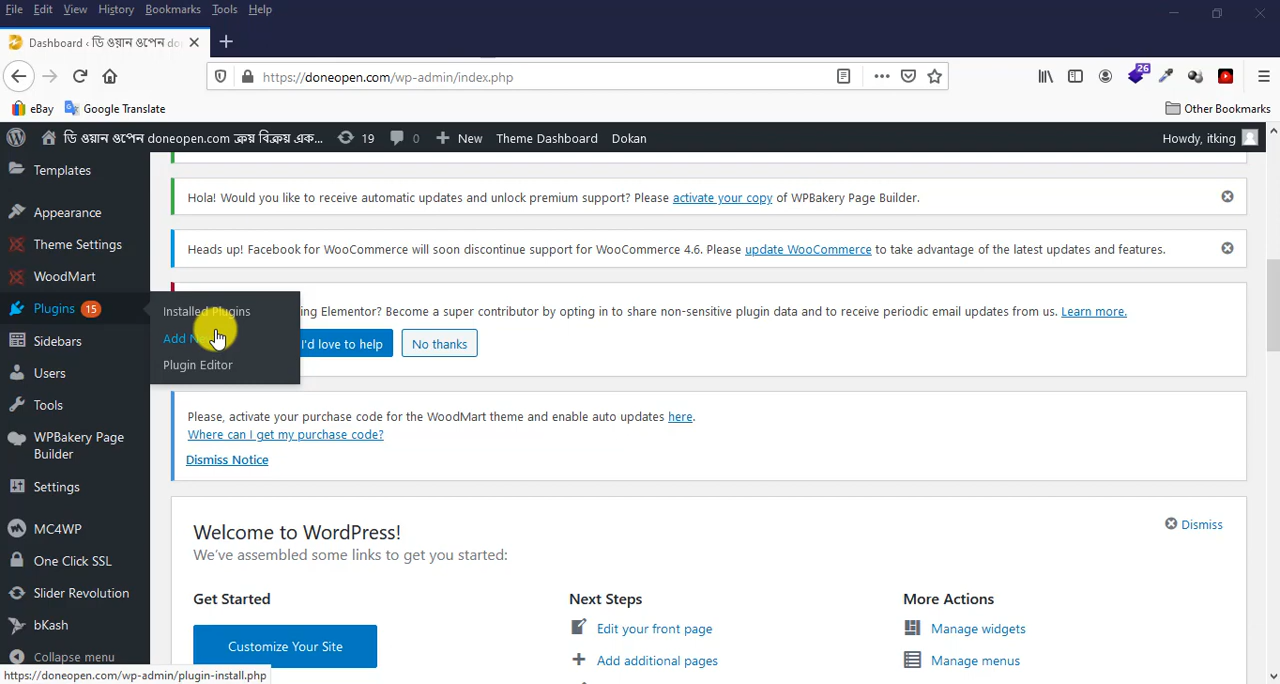 File Edit View History Bookmarks Tools Help
Dashboard ‹ ডি ওয়ান ওপেন do
https://doneopen.com/wp-admin/index.php
26
eBay Google Translate Other Bookmarks
ডি ওয়ান ওপেন doneopen.com ক্রয় বিক্রয় এক... 19 0 New Theme Dashboard Dokan Howdy, itking
Templates
Appearance
Theme Settings
WoodMart
Plugins 15
Sidebars
Users
Tools
WPBakery Page
Builder
Settings
MC4WP
One Click SSL
Slider Revolution
bKash
Collapse menu
Installed Plugins
Add
Plugin Editor
Hola! Would you like to receive automatic updates and unlock premium support? Please activate your copy of WPBakery Page Builder.
Heads up! Facebook for WooCommerce will soon discontinue support for WooCommerce 4.6. Please update WooCommerce to take advantage of the latest updates and features.
ing Elementor? Become a super contributor by opting in to share non-sensitive plugin data and to receive periodic email updates from us. Learn more.
I'd love to help No thanks
Please, activate your purchase code for the WoodMart theme and enable auto updates here.
Where can I get my purchase code?
Dismiss Notice
Welcome to WordPress!
Dismiss
We've assembled some links to get you started:
Get Started
Customize Your Site
Next Steps
Edit your front page
Add additional pages
More Actions
Manage widgets
Manage menus
https://doneopen.com/wp-admin/plugin-install.php